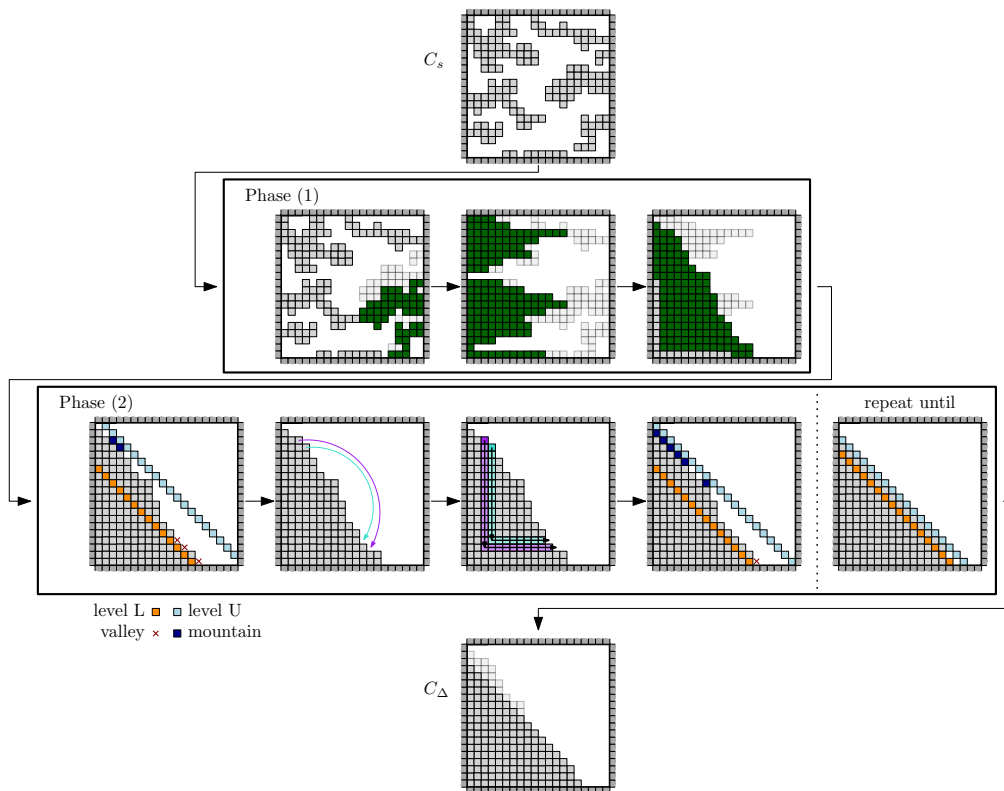 C_s
Phase (1)
Phase (2)
repeat until
level L
level U
valley
mountain
C_Δ